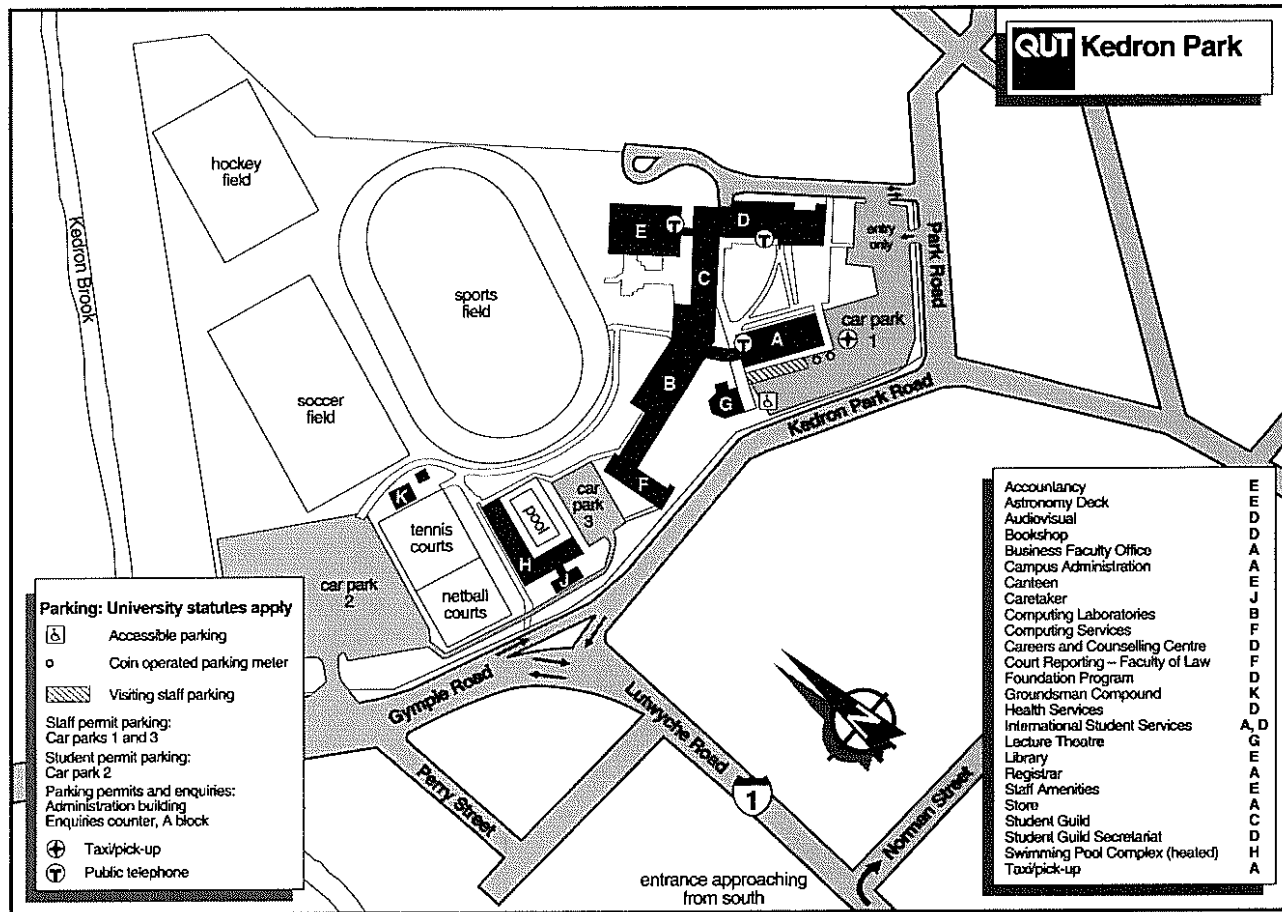 QUT Kedron Park
hockey
field
Kedron Brook
sports
field
soccer
field
E
T
D
T
C
entry
only
Park Road
car park
1
A
T
B
G
Kedron Park Road
F
K
car
park
3
pool
tennis
courts
H
J
netball
courts
car park
2
Gympie Road
Lutwyche Road
Perry Street
1
N
Norman Street
entrance approaching
from south
Parking: University statutes apply
Accessible parking
Coin operated parking meter
Visiting staff parking
Staff permit parking:
Car parks 1 and 3
Student permit parking:
Car park 2
Parking permits and enquiries:
Administration building
Enquiries counter, A block
Taxi/pick-up
T Public telephone
Accountancy E
Astronomy Deck E
Audiovisual D
Bookshop D
Business Faculty Office A
Campus Administration A
Canteen E
Caretaker J
Computing Laboratories B
Computing Services F
Careers and Counselling Centre D
Court Reporting – Faculty of Law F
Foundation Program D
Groundsman Compound K
Health Services D
International Student Services A, D
Lecture Theatre G
Library E
Registrar A
Staff Amenities E
Store A
Student Guild C
Student Guild Secretariat D
Swimming Pool Complex (heated) H
Taxi/pick-up A